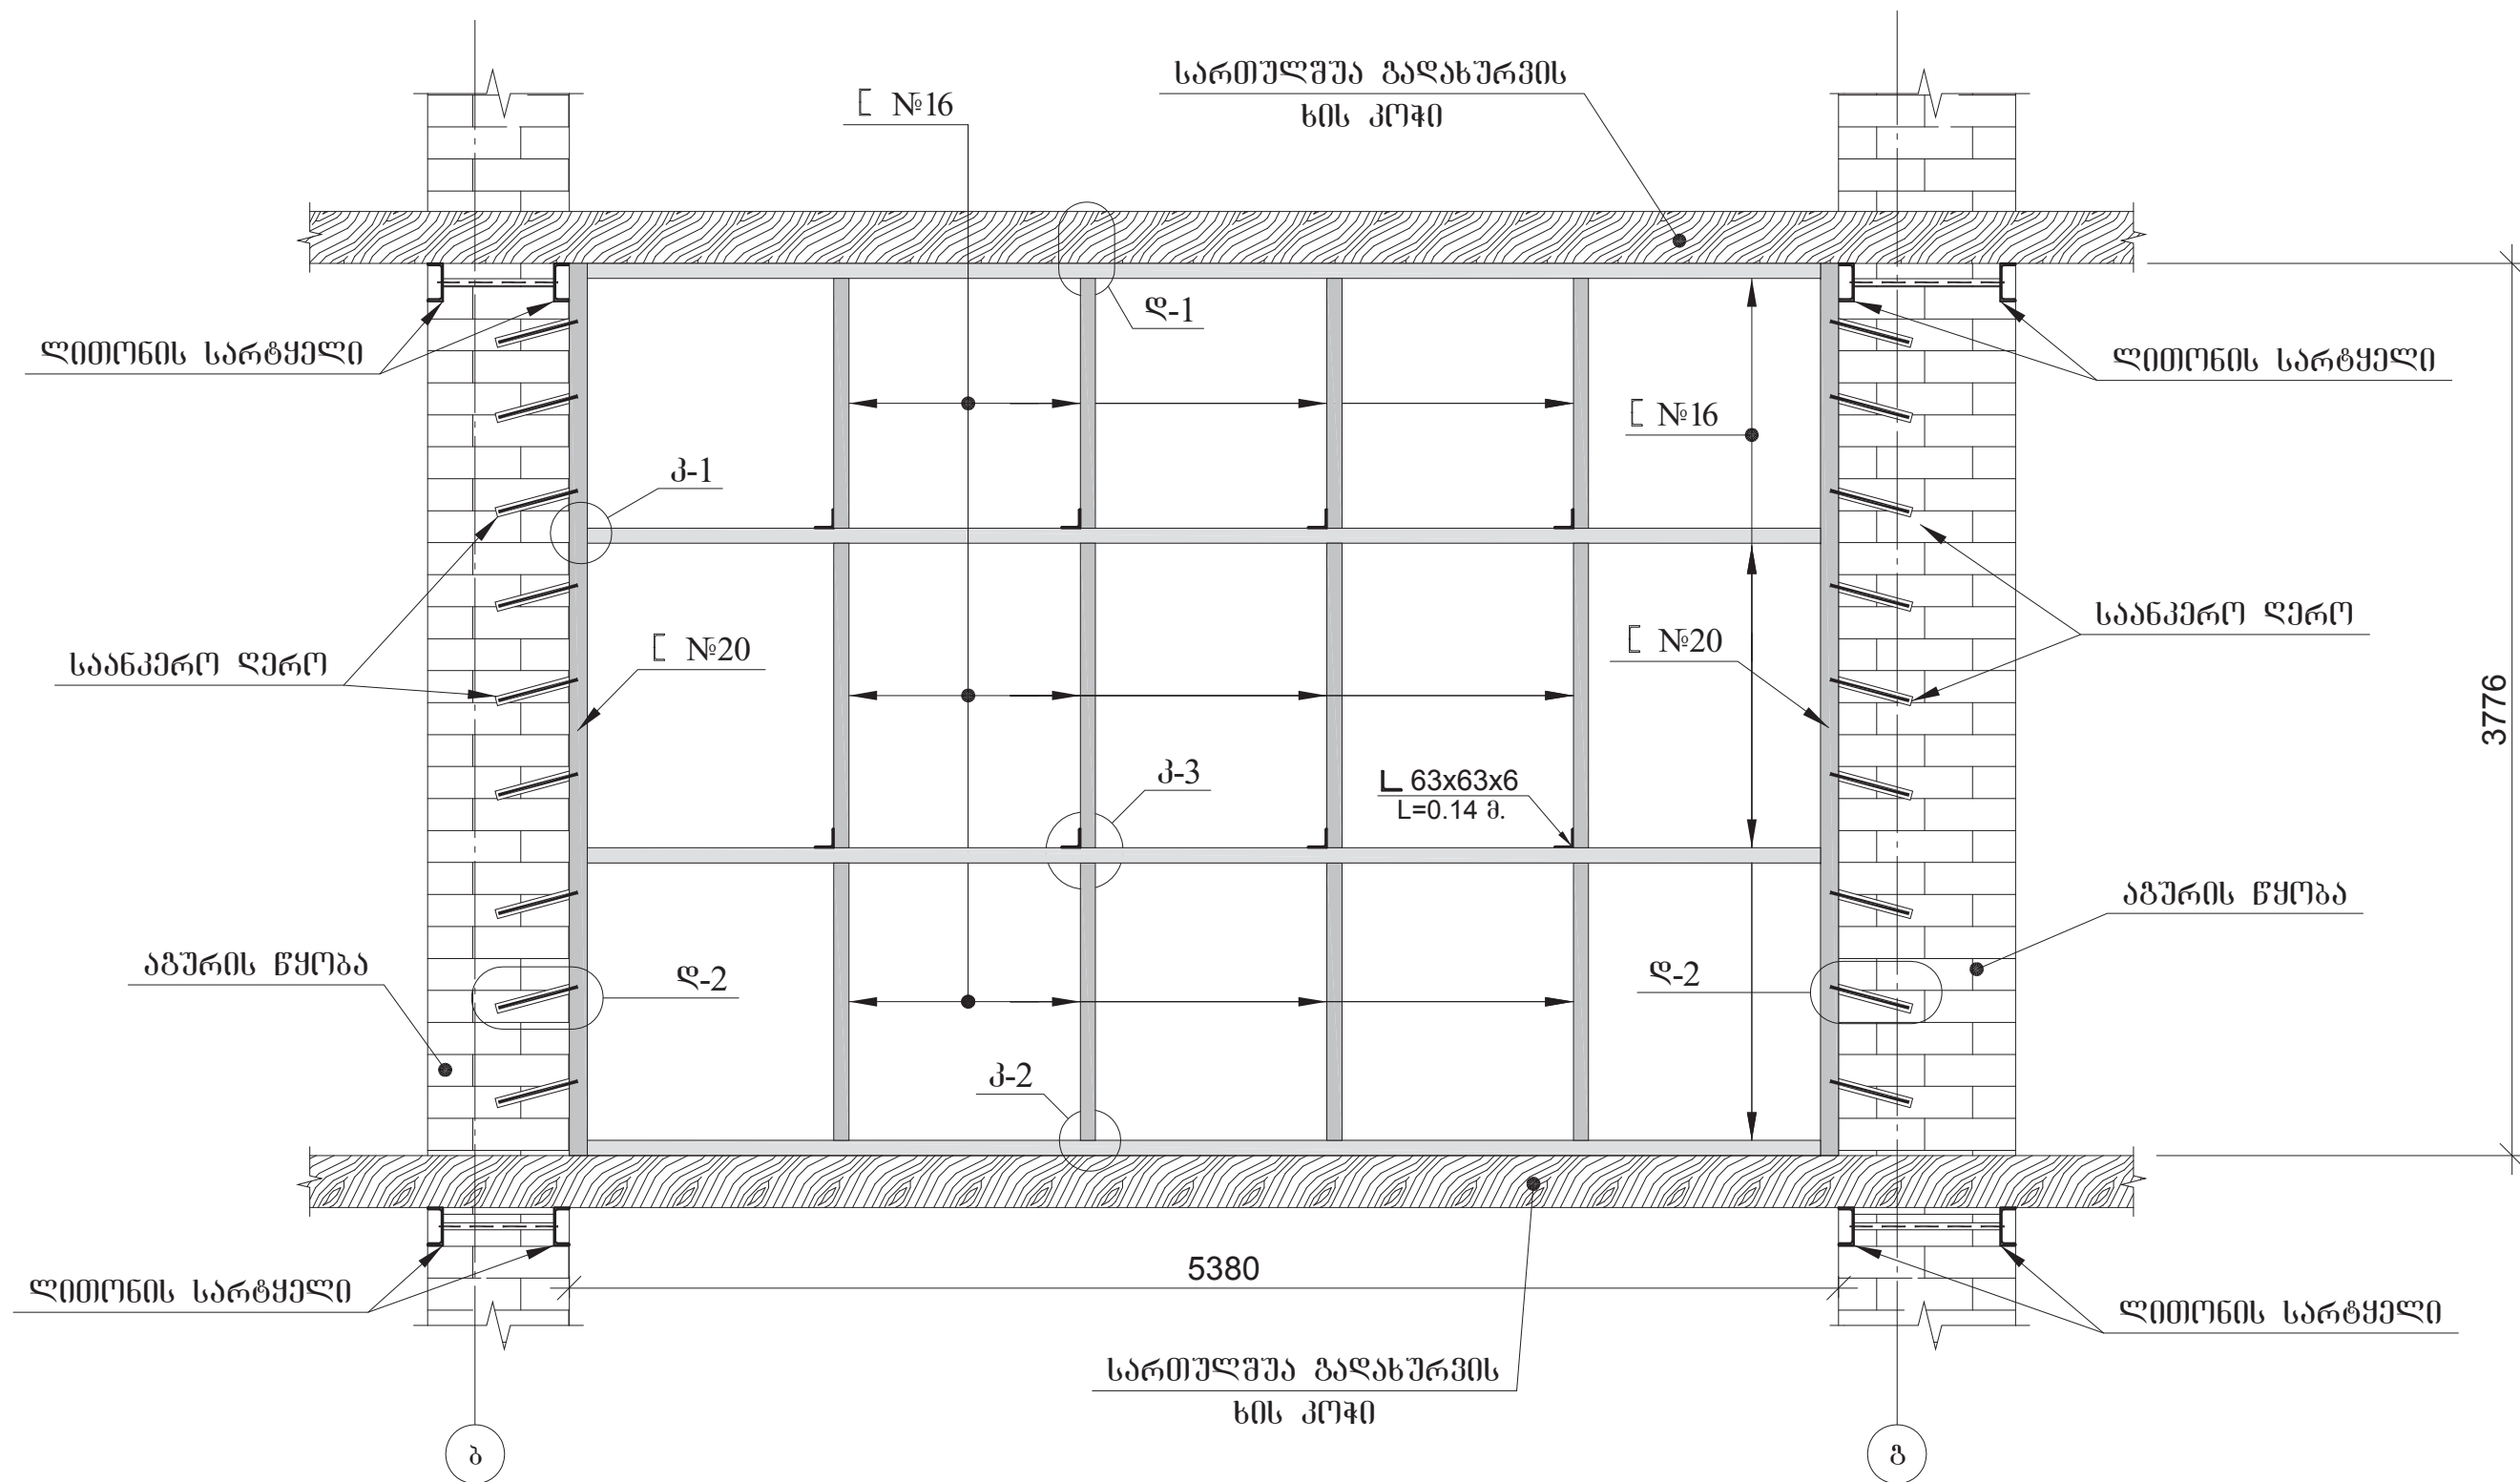 სართულშუა გადახურვის
ხის კოჭი
[ №16
დ-1
ლითონის სარტყელი
ლითონის სარტყელი
[ №16
კ-1
საანკერო ღერო
[ №20
[ №20
საანკერო ღერო
3776
კ-3
L 63x63x6
L=0.14 მ.
აგურის წყობა
აგურის წყობა
დ-2
დ-2
კ-2
5380
ლითონის სარტყელი
ლითონის სარტყელი
სართულშუა გადახურვის
ხის კოჭი
ბ
გ